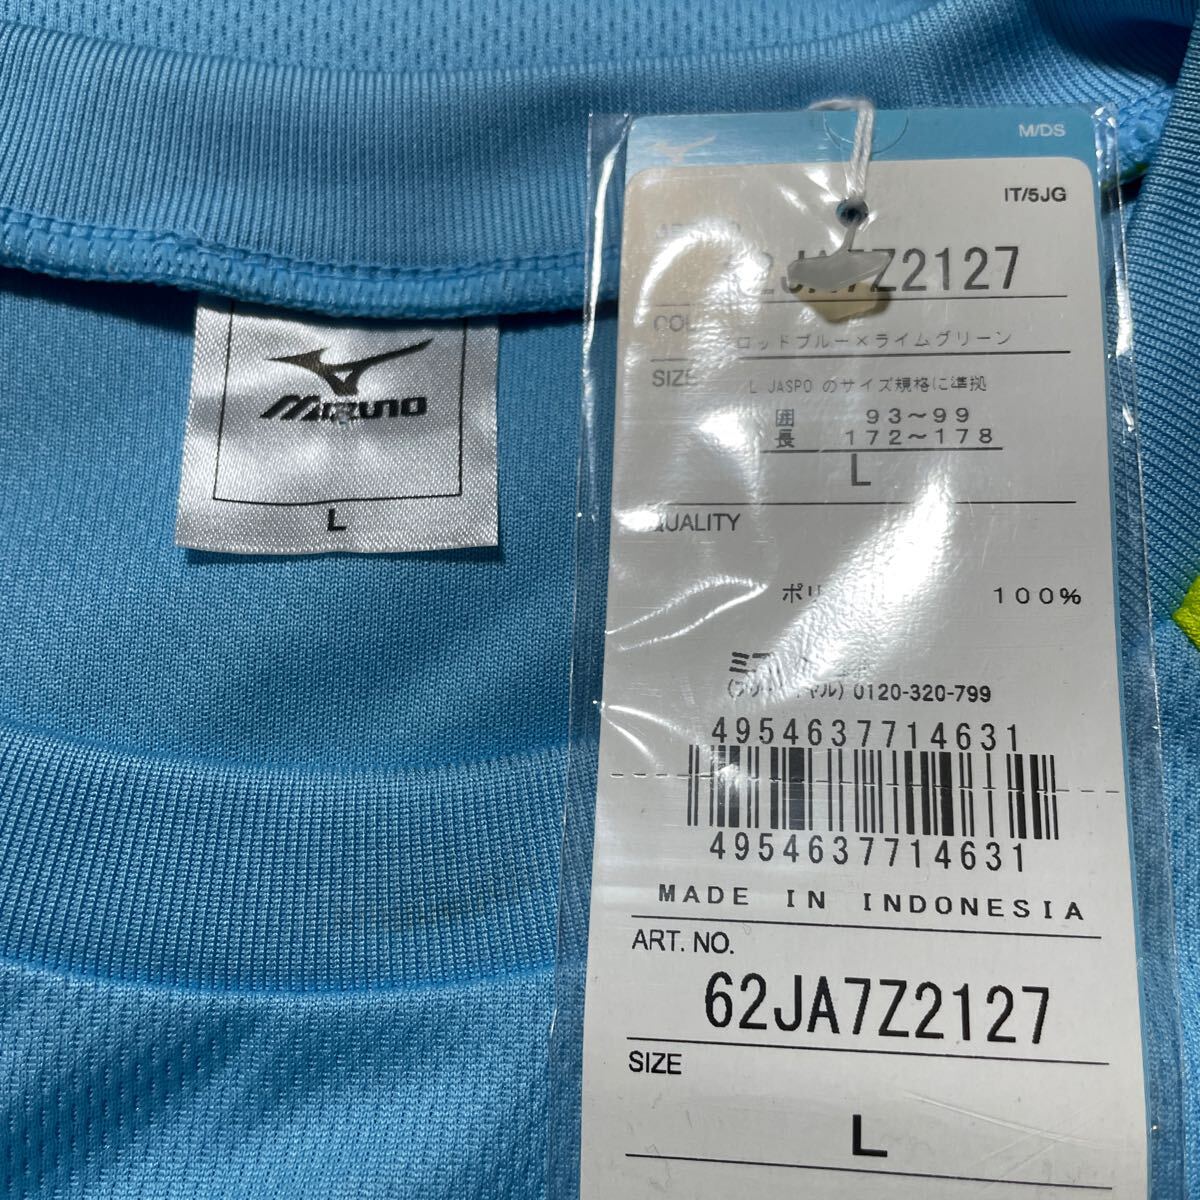 MIZUNO
L
M/DS
IT/5JG
62JA7Z2127
ロッドブルー×ライムグリーン
SIZE
L JASPO のサイズ規格に準拠
囲 93～99
長 172～178
L
QUALITY
100%
0120-320-799
4954637714631
4954637714631
MADE IN INDONESIA
ART. NO.
62JA7Z2127
SIZE
L